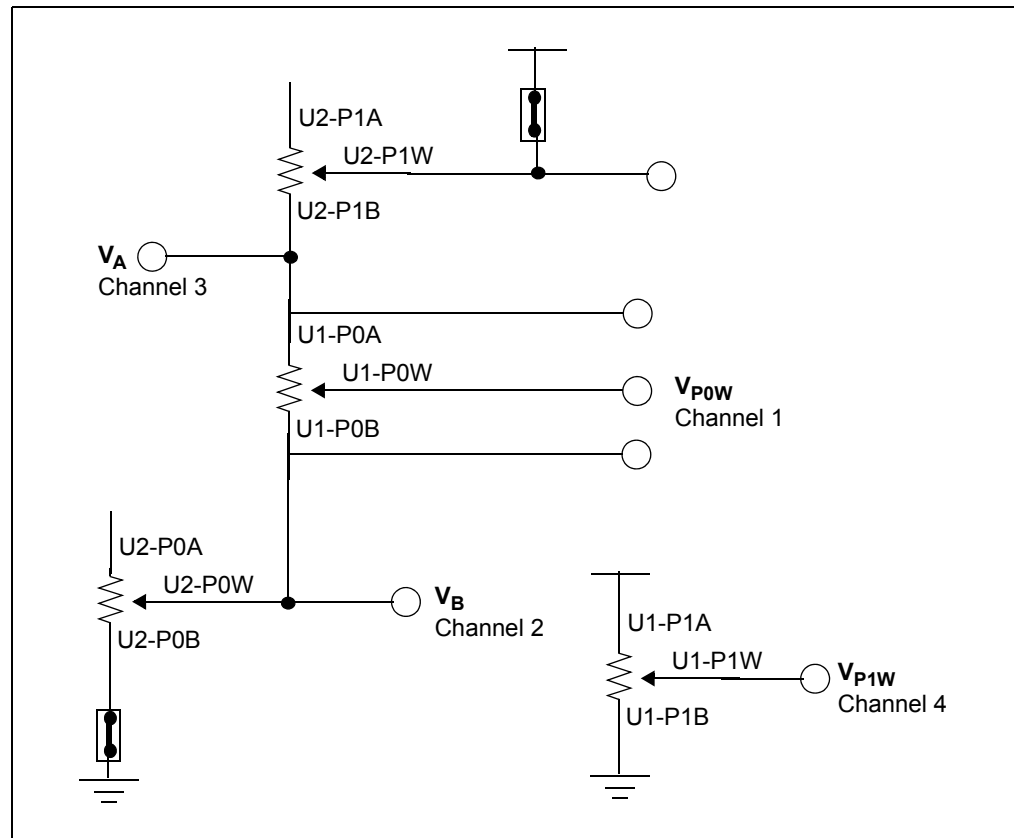 U2-P1A
U2-P1W
U2-P1B
VA
Channel 3
U1-P0A
U1-P0W
VP0W
Channel 1
U1-P0B
U2-P0A
U2-P0W
VB
Channel 2
U2-P0B
U1-P1A
U1-P1W
VP1W
Channel 4
U1-P1B